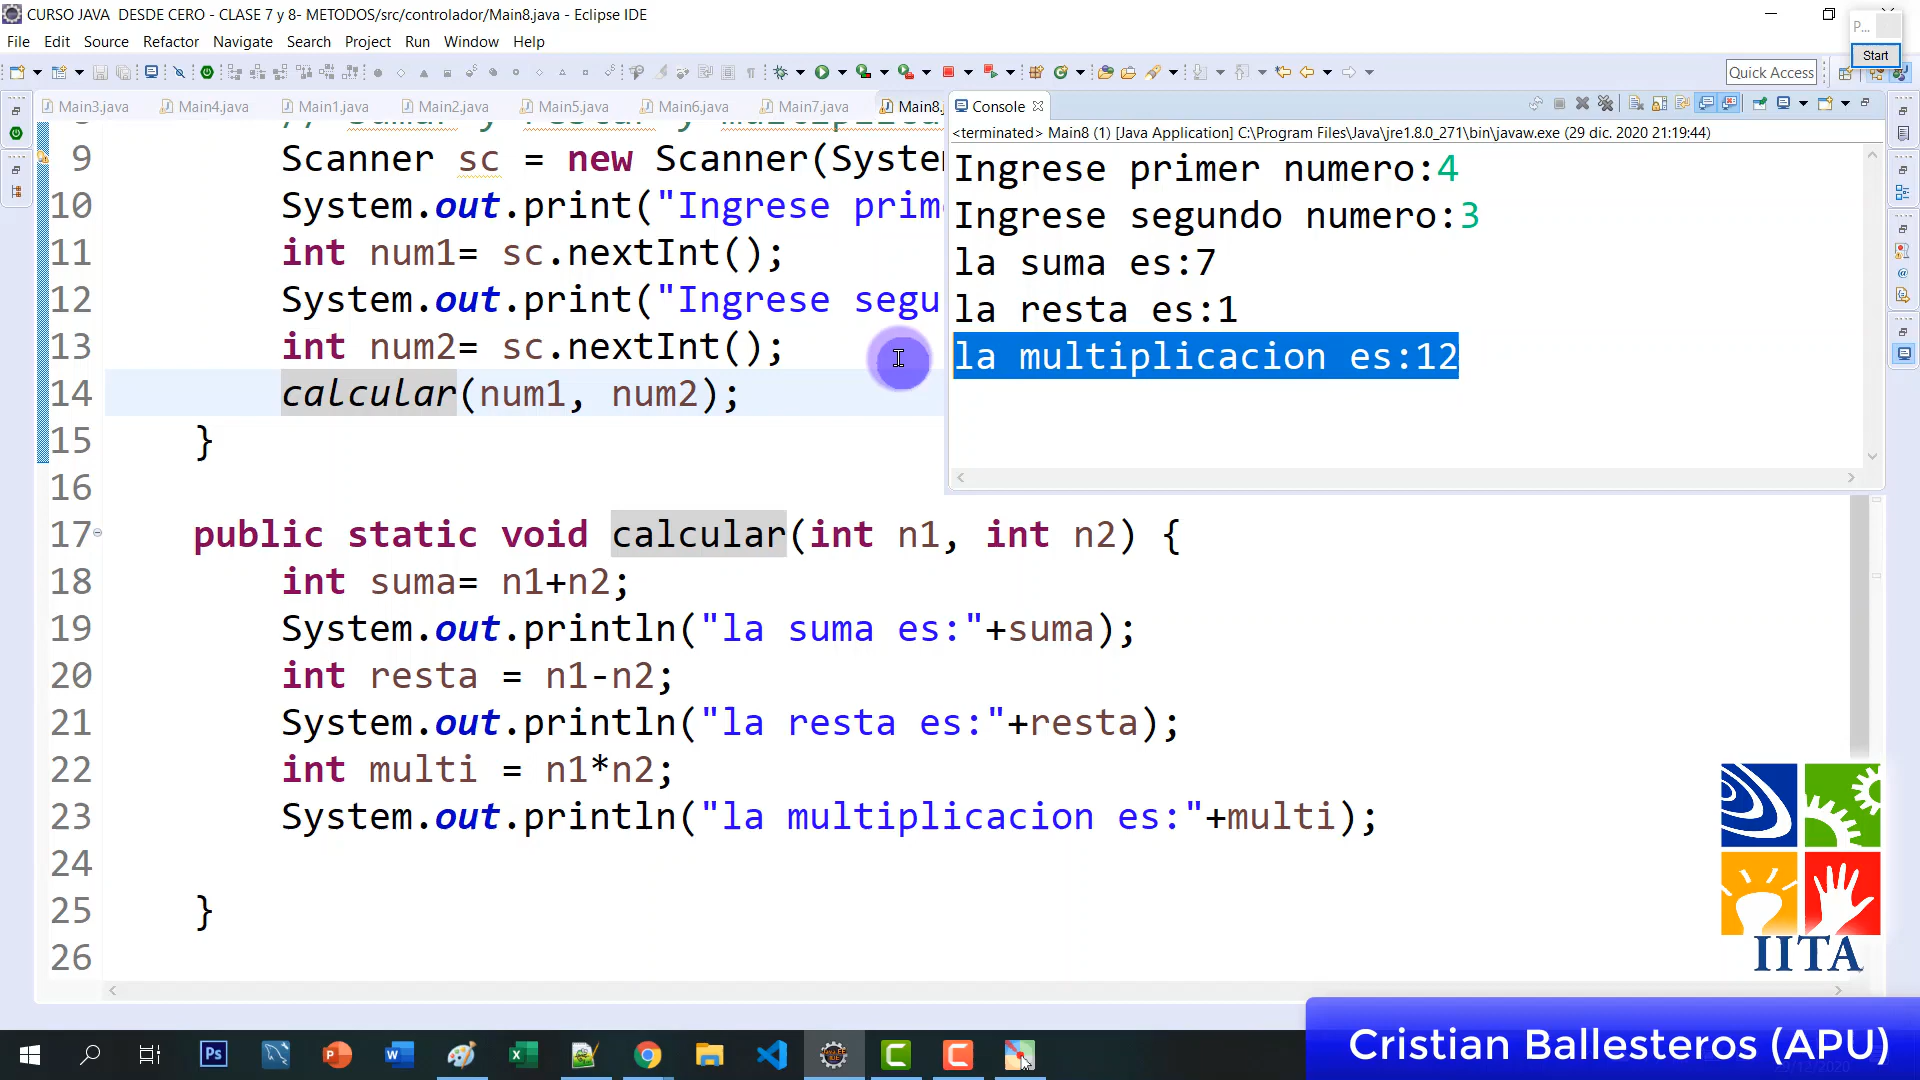 CURSO JAVA DESDE CERO - CLASE 7 y 8- METODOS/src/controlador/Main8.java - Eclipse IDE
File Edit Source Refactor Navigate Search Project Run Window Help
P...
Start
Quick Access
Main3.java Main4.java Main1.java Main2.java Main5.java Main6.java Main7.java Main8.
Console
<terminated> Main8 (1) [Java Application] C:\Program Files\Java\jre1.8.0_271\bin\javaw.exe (29 dic. 2020 21:19:44)
Ingrese primer numero:4
Ingrese segundo numero:3
la suma es:7
la resta es:1
la multiplicacion es:12
9 Scanner sc = new Scanner(System
10 System.out.print("Ingrese prim
11 int num1= sc.nextInt();
12 System.out.print("Ingrese segu
13 int num2= sc.nextInt();
14 calcular(num1, num2);
15 }
16
17 public static void calcular(int n1, int n2) {
18 int suma= n1+n2;
19 System.out.println("la suma es:"+suma);
20 int resta = n1-n2;
21 System.out.println("la resta es:"+resta);
22 int multi = n1*n2;
23 System.out.println("la multiplicacion es:"+multi);
24
25 }
26
IITA
Cristian Ballesteros (APU)